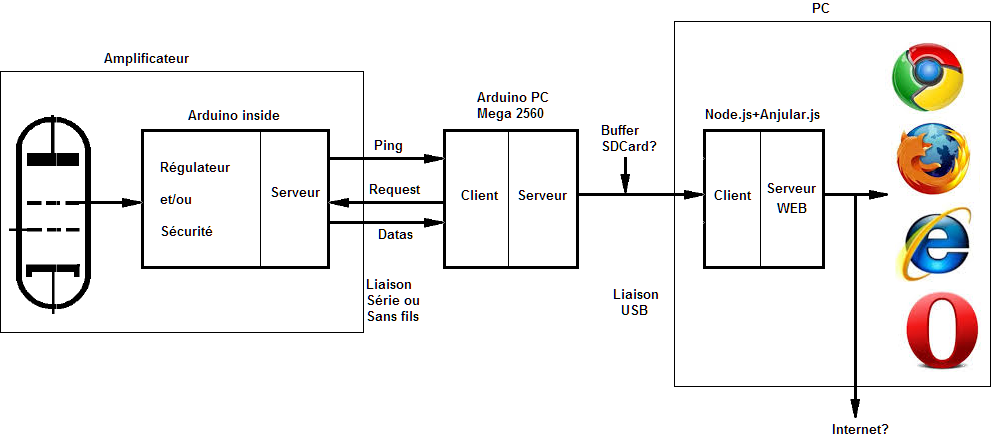 PC
Amplificateur
Arduino PC
Mega 2560
Arduino inside
Node.js+Anjular.js
Buffer
SDCard?
Régulateur
et/ou
Sécurité
Serveur
Ping
Request
Datas
Client
Serveur
Client
Serveur
WEB
Liaison
Série ou
Sans fils
Liaison
USB
Internet?